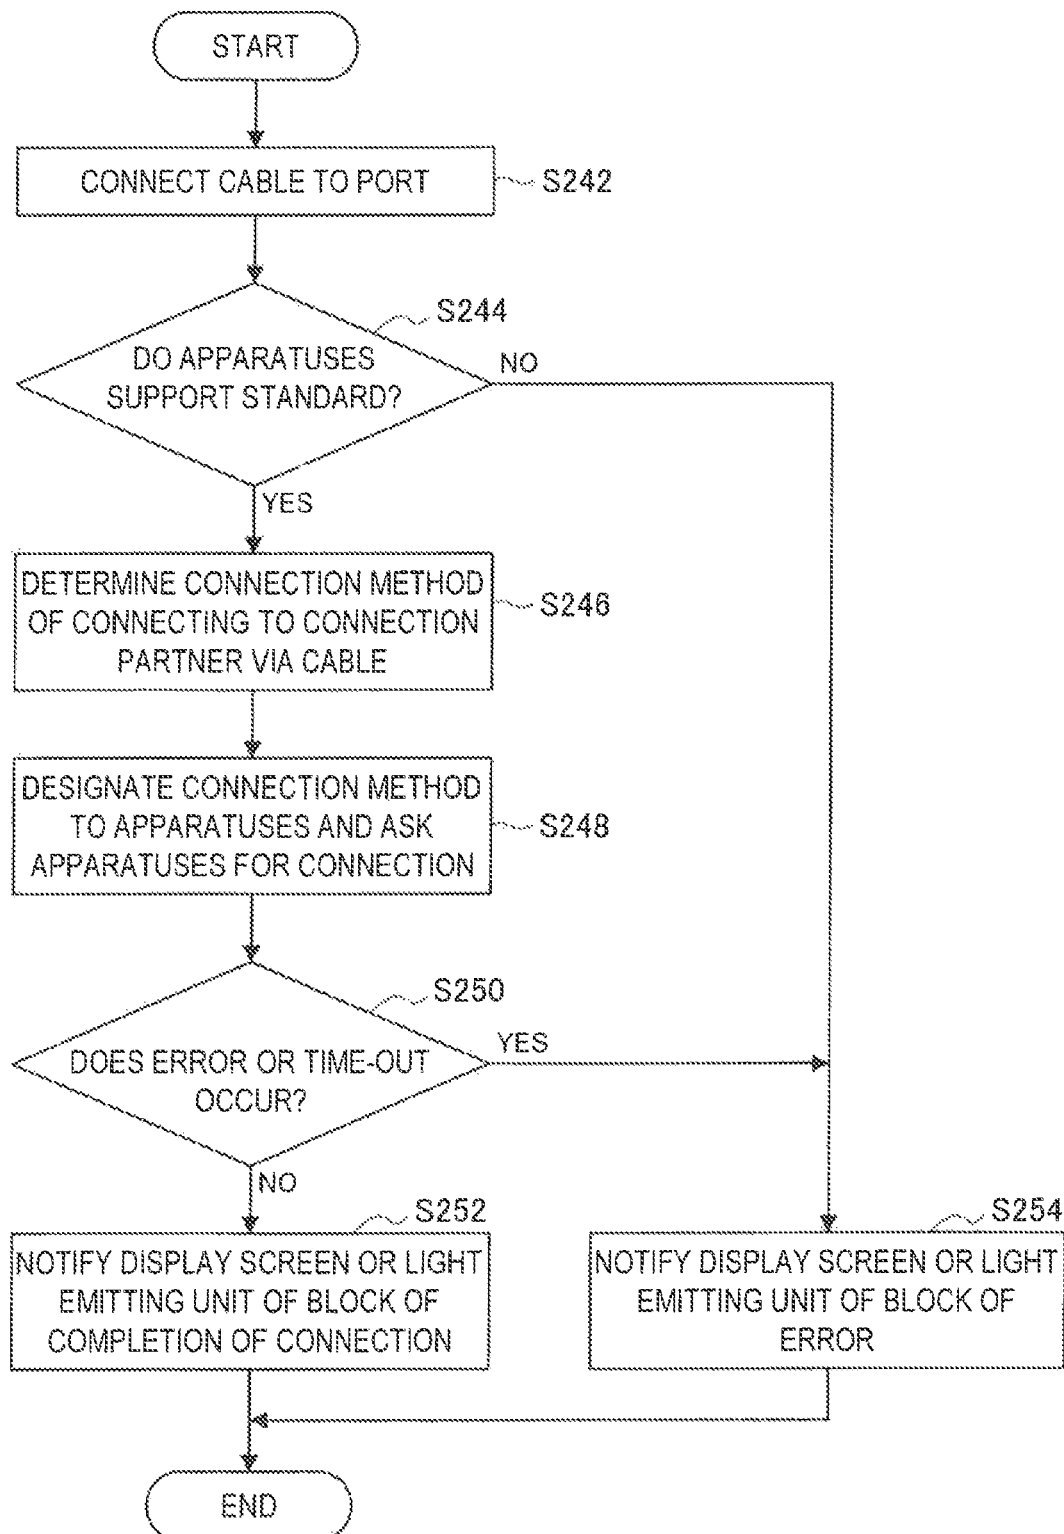 START
CONNECT CABLE TO PORT
S242
S244
DO APPARATUSES
SUPPORT STANDARD?
NO
YES
DETERMINE CONNECTION METHOD
OF CONNECTING TO CONNECTION
PARTNER VIA CABLE
S246
DESIGNATE CONNECTION METHOD
TO APPARATUSES AND ASK
APPARATUSES FOR CONNECTION
S248
S250
DOES ERROR OR TIME-OUT
OCCUR?
YES
NO
S252
NOTIFY DISPLAY SCREEN OR LIGHT
EMITTING UNIT OF BLOCK OF
COMPLETION OF CONNECTION
S254
NOTIFY DISPLAY SCREEN OR LIGHT
EMITTING UNIT OF BLOCK OF
ERROR
END